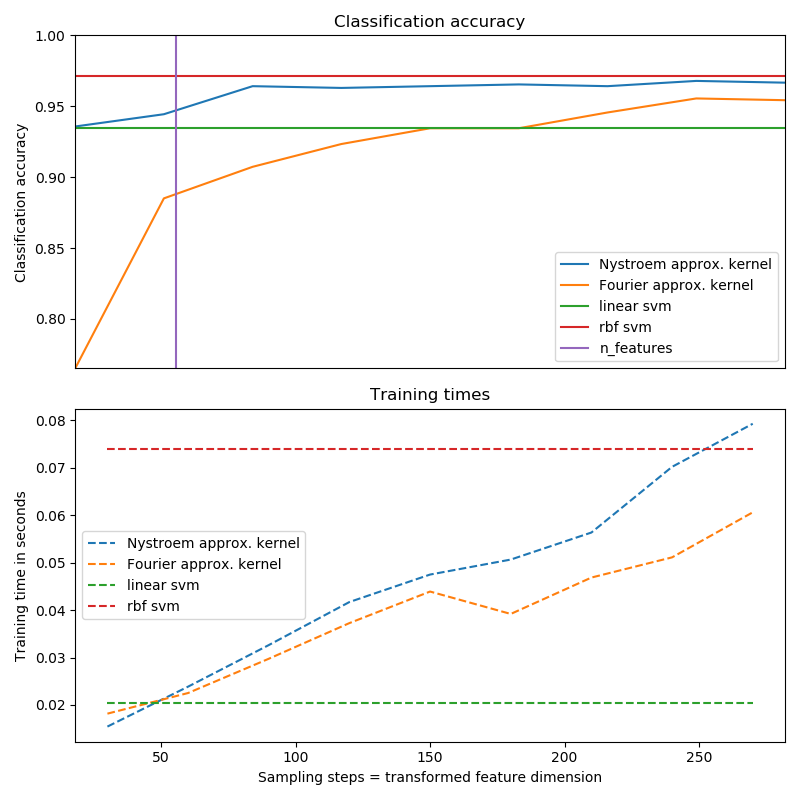 Classification accuracy
1.00
0.95
0.90
0.85
0.80
Classification accuracy
Nystroem approx. kernel
Fourier approx. kernel
linear svm
rbf svm
n_features
Training times
0.08
0.07
0.06
0.05
0.04
0.03
0.02
Training time in seconds
Nystroem approx. kernel
Fourier approx. kernel
linear svm
rbf svm
50 100 150 200 250
Sampling steps = transformed feature dimension